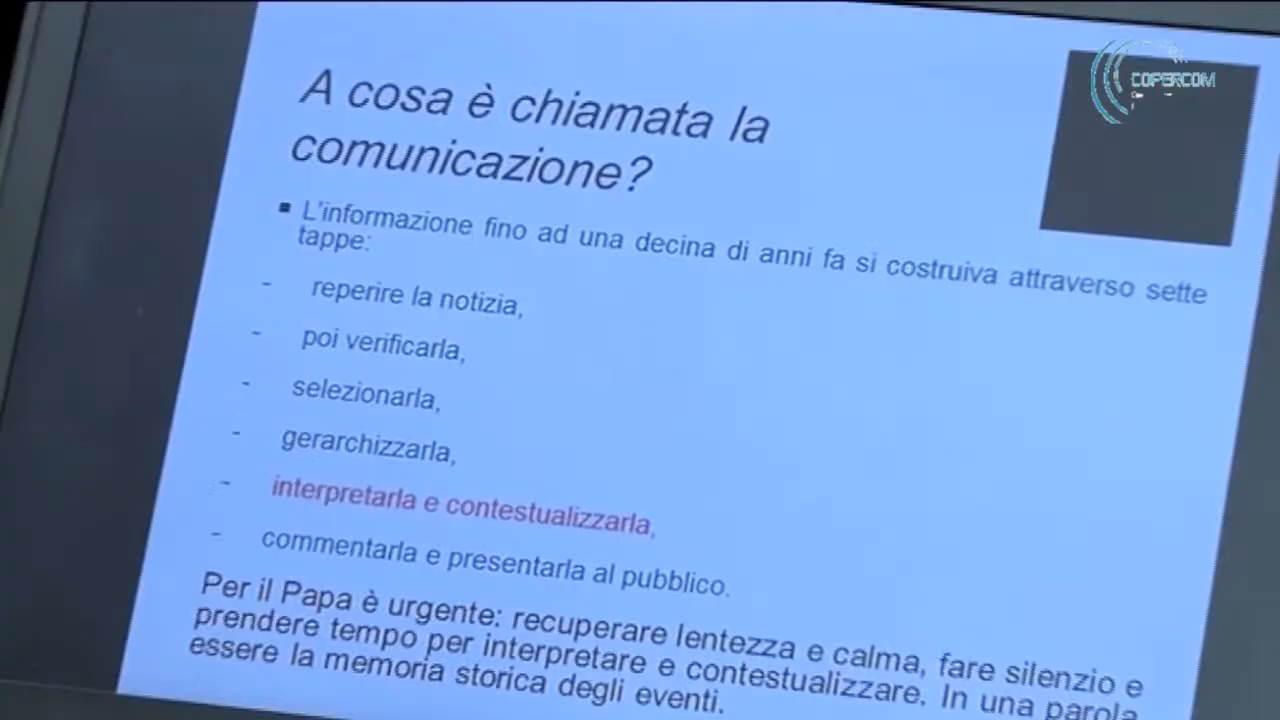 COPERCOM
A cosa è chiamata la
comunicazione?
▪ L'informazione fino ad una decina di anni fa si costruiva attraverso sette
tappe:
- reperire la notizia,
- poi verificarla,
- selezionarla,
- gerarchizzarla,
- interpretarla e contestualizzarla,
- commentarla e presentarla al pubblico.
Per il Papa è urgente: recuperare lentezza e calma, fare silenzio e
prendere tempo per interpretare e contestualizzare. In una parola
essere la memoria storica degli eventi.